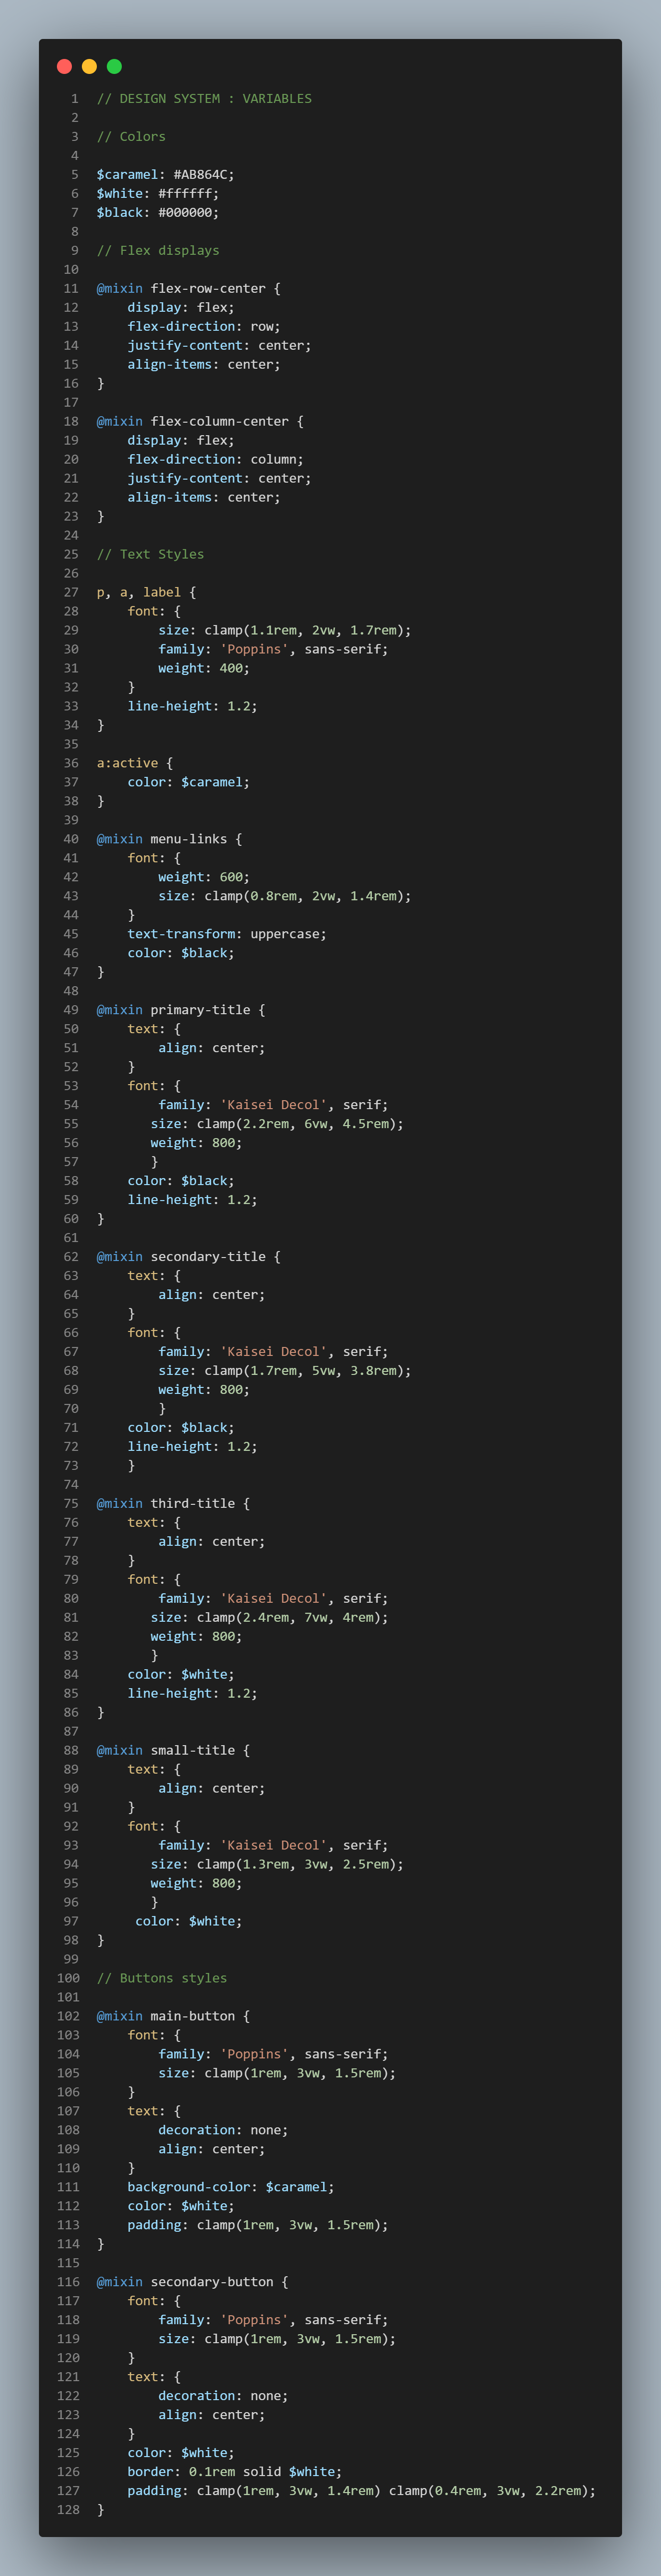 1 // DESIGN SYSTEM : VARIABLES
2
3 // Colors
4
5 $caramel: #AB864C;
6 $white: #ffffff;
7 $black: #000000;
8
9 // Flex displays
10
11 @mixin flex-row-center {
12     display: flex;
13     flex-direction: row;
14     justify-content: center;
15     align-items: center;
16 }
17
18 @mixin flex-column-center {
19     display: flex;
20     flex-direction: column;
21     justify-content: center;
22     align-items: center;
23 }
24
25 // Text Styles
26
27 p, a, label {
28     font: {
29         size: clamp(1.1rem, 2vw, 1.7rem);
30         family: 'Poppins', sans-serif;
31         weight: 400;
32     }
33     line-height: 1.2;
34 }
35
36 a:active {
37     color: $caramel;
38 }
39
40 @mixin menu-links {
41     font: {
42         weight: 600;
43         size: clamp(0.8rem, 2vw, 1.4rem);
44     }
45     text-transform: uppercase;
46     color: $black;
47 }
48
49 @mixin primary-title {
50     text: {
51         align: center;
52     }
53     font: {
54         family: 'Kaisei Decol', serif;
55        size: clamp(2.2rem, 6vw, 4.5rem);
56        weight: 800;
57        }
58     color: $black;
59     line-height: 1.2;
60 }
61
62 @mixin secondary-title {
63     text: {
64         align: center;
65     }
66     font: {
67         family: 'Kaisei Decol', serif;
68         size: clamp(1.7rem, 5vw, 3.8rem);
69         weight: 800;
70         }
71     color: $black;
72     line-height: 1.2;
73     }
74
75 @mixin third-title {
76     text: {
77         align: center;
78     }
79     font: {
80         family: 'Kaisei Decol', serif;
81        size: clamp(2.4rem, 7vw, 4rem);
82        weight: 800;
83        }
84     color: $white;
85     line-height: 1.2;
86 }
87
88 @mixin small-title {
89     text: {
90         align: center;
91     }
92     font: {
93         family: 'Kaisei Decol', serif;
94        size: clamp(1.3rem, 3vw, 2.5rem);
95        weight: 800;
96        }
97      color: $white;
98 }
99
100 // Buttons styles
101
102 @mixin main-button {
103     font: {
104         family: 'Poppins', sans-serif;
105         size: clamp(1rem, 3vw, 1.5rem);
106     }
107     text: {
108         decoration: none;
109         align: center;
110     }
111     background-color: $caramel;
112     color: $white;
113     padding: clamp(1rem, 3vw, 1.5rem);
114 }
115
116 @mixin secondary-button {
117     font: {
118         family: 'Poppins', sans-serif;
119         size: clamp(1rem, 3vw, 1.5rem);
120     }
121     text: {
122         decoration: none;
123         align: center;
124     }
125     color: $white;
126     border: 0.1rem solid $white;
127     padding: clamp(1rem, 3vw, 1.4rem) clamp(0.4rem, 3vw, 2.2rem);
128 }